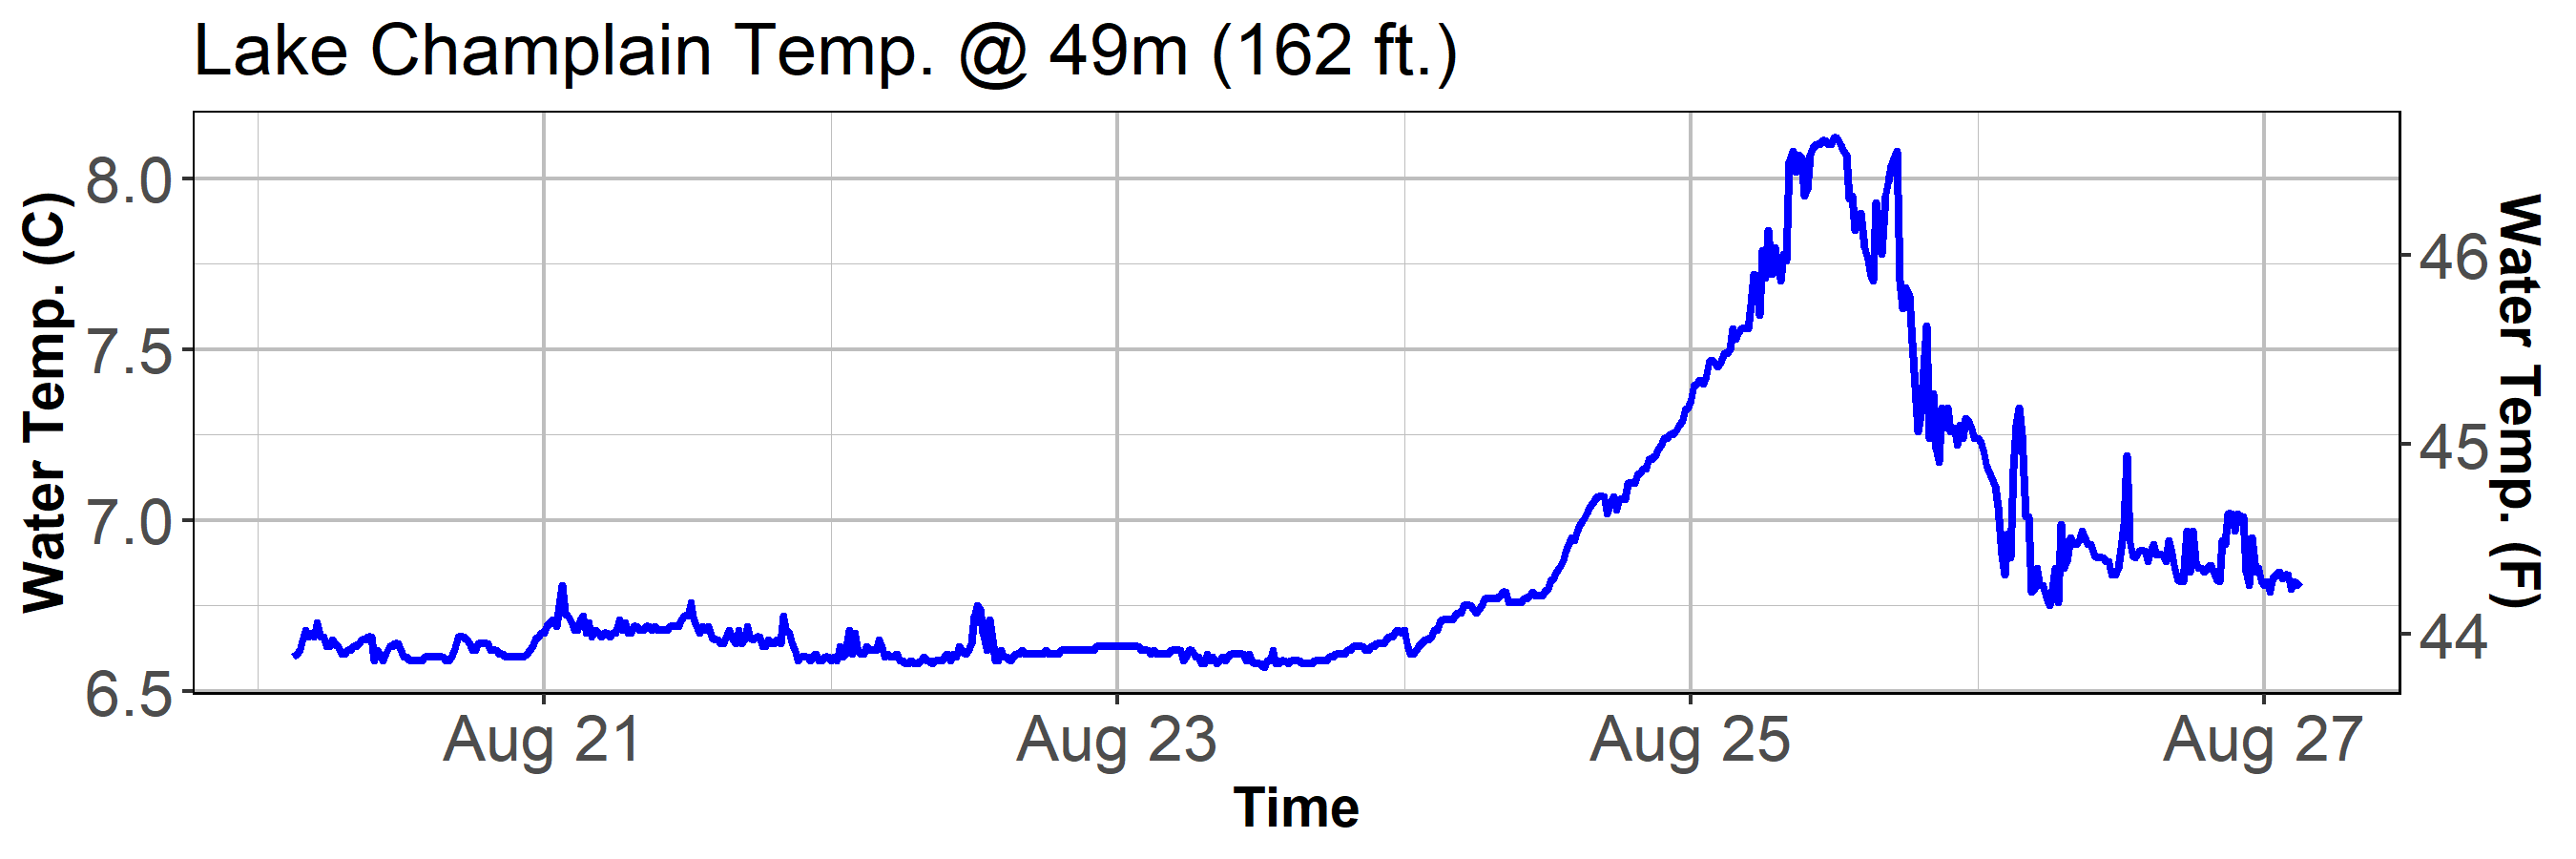 Lake Champlain Temp. @ 49m (162 ft.)
Water Temp. (C)
8.0
7.5
7.0
6.5
46
45
44
Water Temp. (F)
Aug 21
Aug 23
Aug 25
Aug 27
Time